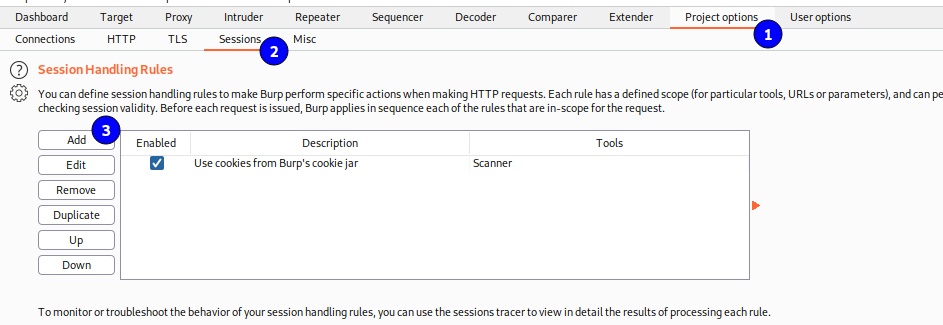 Dashboard Target Proxy Intruder Repeater Sequencer Decoder Comparer Extender Project options User options
1
Connections HTTP TLS Sessions Misc
2
? Session Handling Rules
You can define session handling rules to make Burp perform specific actions when making HTTP requests. Each rule has a defined scope (for particular tools, URLs or parameters), and can pe
checking session validity. Before each request is issued, Burp applies in sequence each of the rules that are in-scope for the request.
3
Add Enabled Description Tools
Edit Use cookies from Burp's cookie jar Scanner
Remove
Duplicate
Up
Down
To monitor or troubleshoot the behavior of your session handling rules, you can use the sessions tracer to view in detail the results of processing each rule.